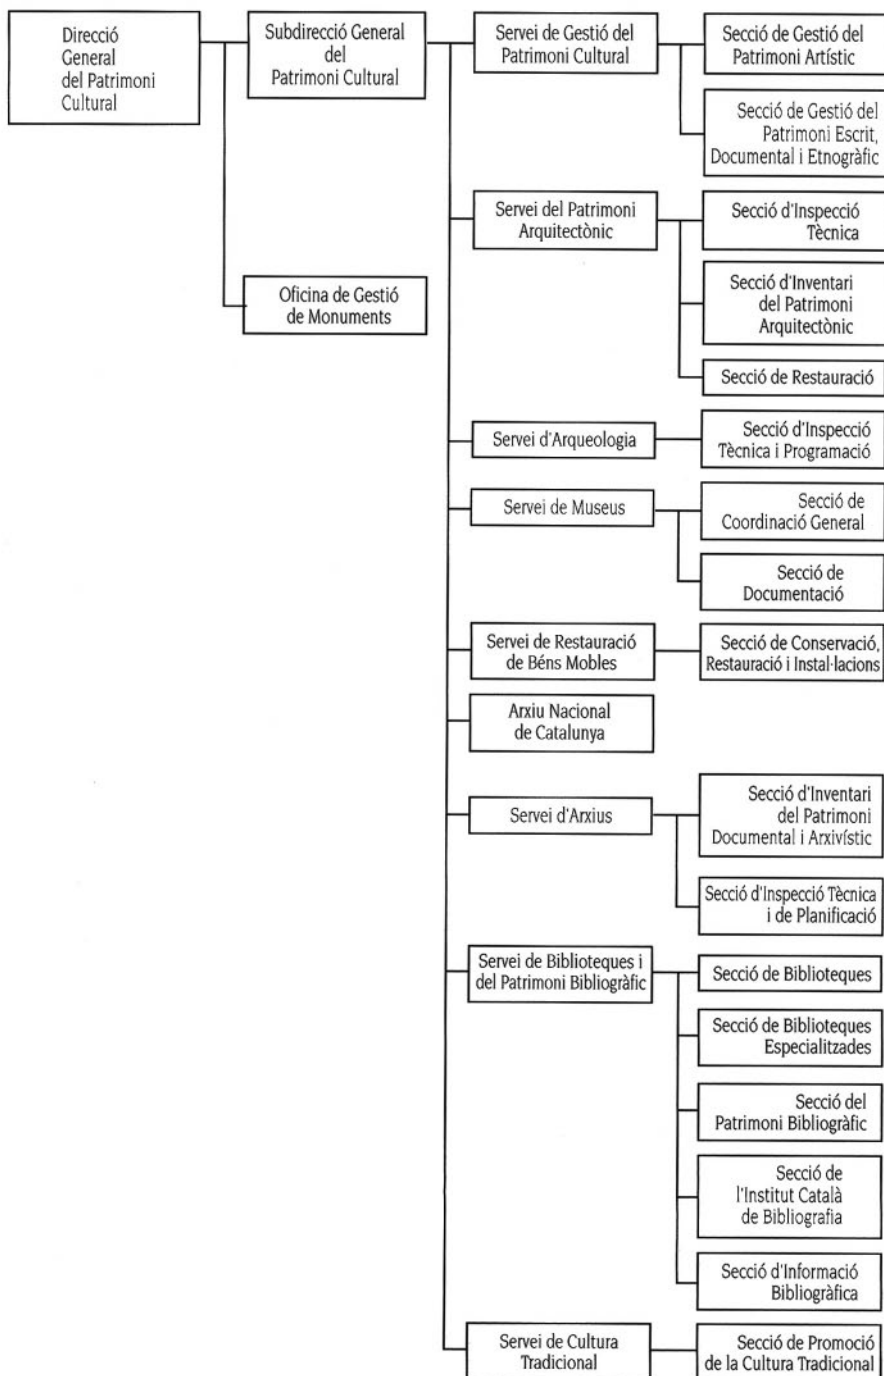 Direcció
General
del Patrimoni
Cultural
Subdirecció General
del
Patrimoni Cultural
Oficina de Gestió
de Monuments
Servei de Gestió del
Patrimoni Cultural
Secció de Gestió del
Patrimoni Artístic
Secció de Gestió del
Patrimoni Escrit,
Documental i Etnogràfic
Servei del Patrimoni
Arquitectònic
Secció d'Inspecció
Tècnica
Secció d'Inventari
del Patrimoni
Arquitectònic
Secció de Restauració
Servei d'Arqueologia
Secció d'Inspecció
Tècnica i Programació
Servei de Museus
Secció de
Coordinació General
Secció de
Documentació
Servei de Restauració
de Béns Mobles
Secció de Conservació,
Restauració i Instal·lacions
Arxiu Nacional
de Catalunya
Servei d'Arxius
Secció d'Inventari
del Patrimoni
Documental i Arxivístic
Secció d'Inspecció Tècnica
i de Planificació
Servei de Biblioteques i
del Patrimoni Bibliogràfic
Secció de Biblioteques
Secció de Biblioteques
Especialitzades
Secció del
Patrimoni Bibliogràfic
Secció de
l'Institut Català
de Bibliografia
Secció d'Informació
Bibliogràfica
Servei de Cultura
Tradicional
Secció de Promoció
de la Cultura Tradicional